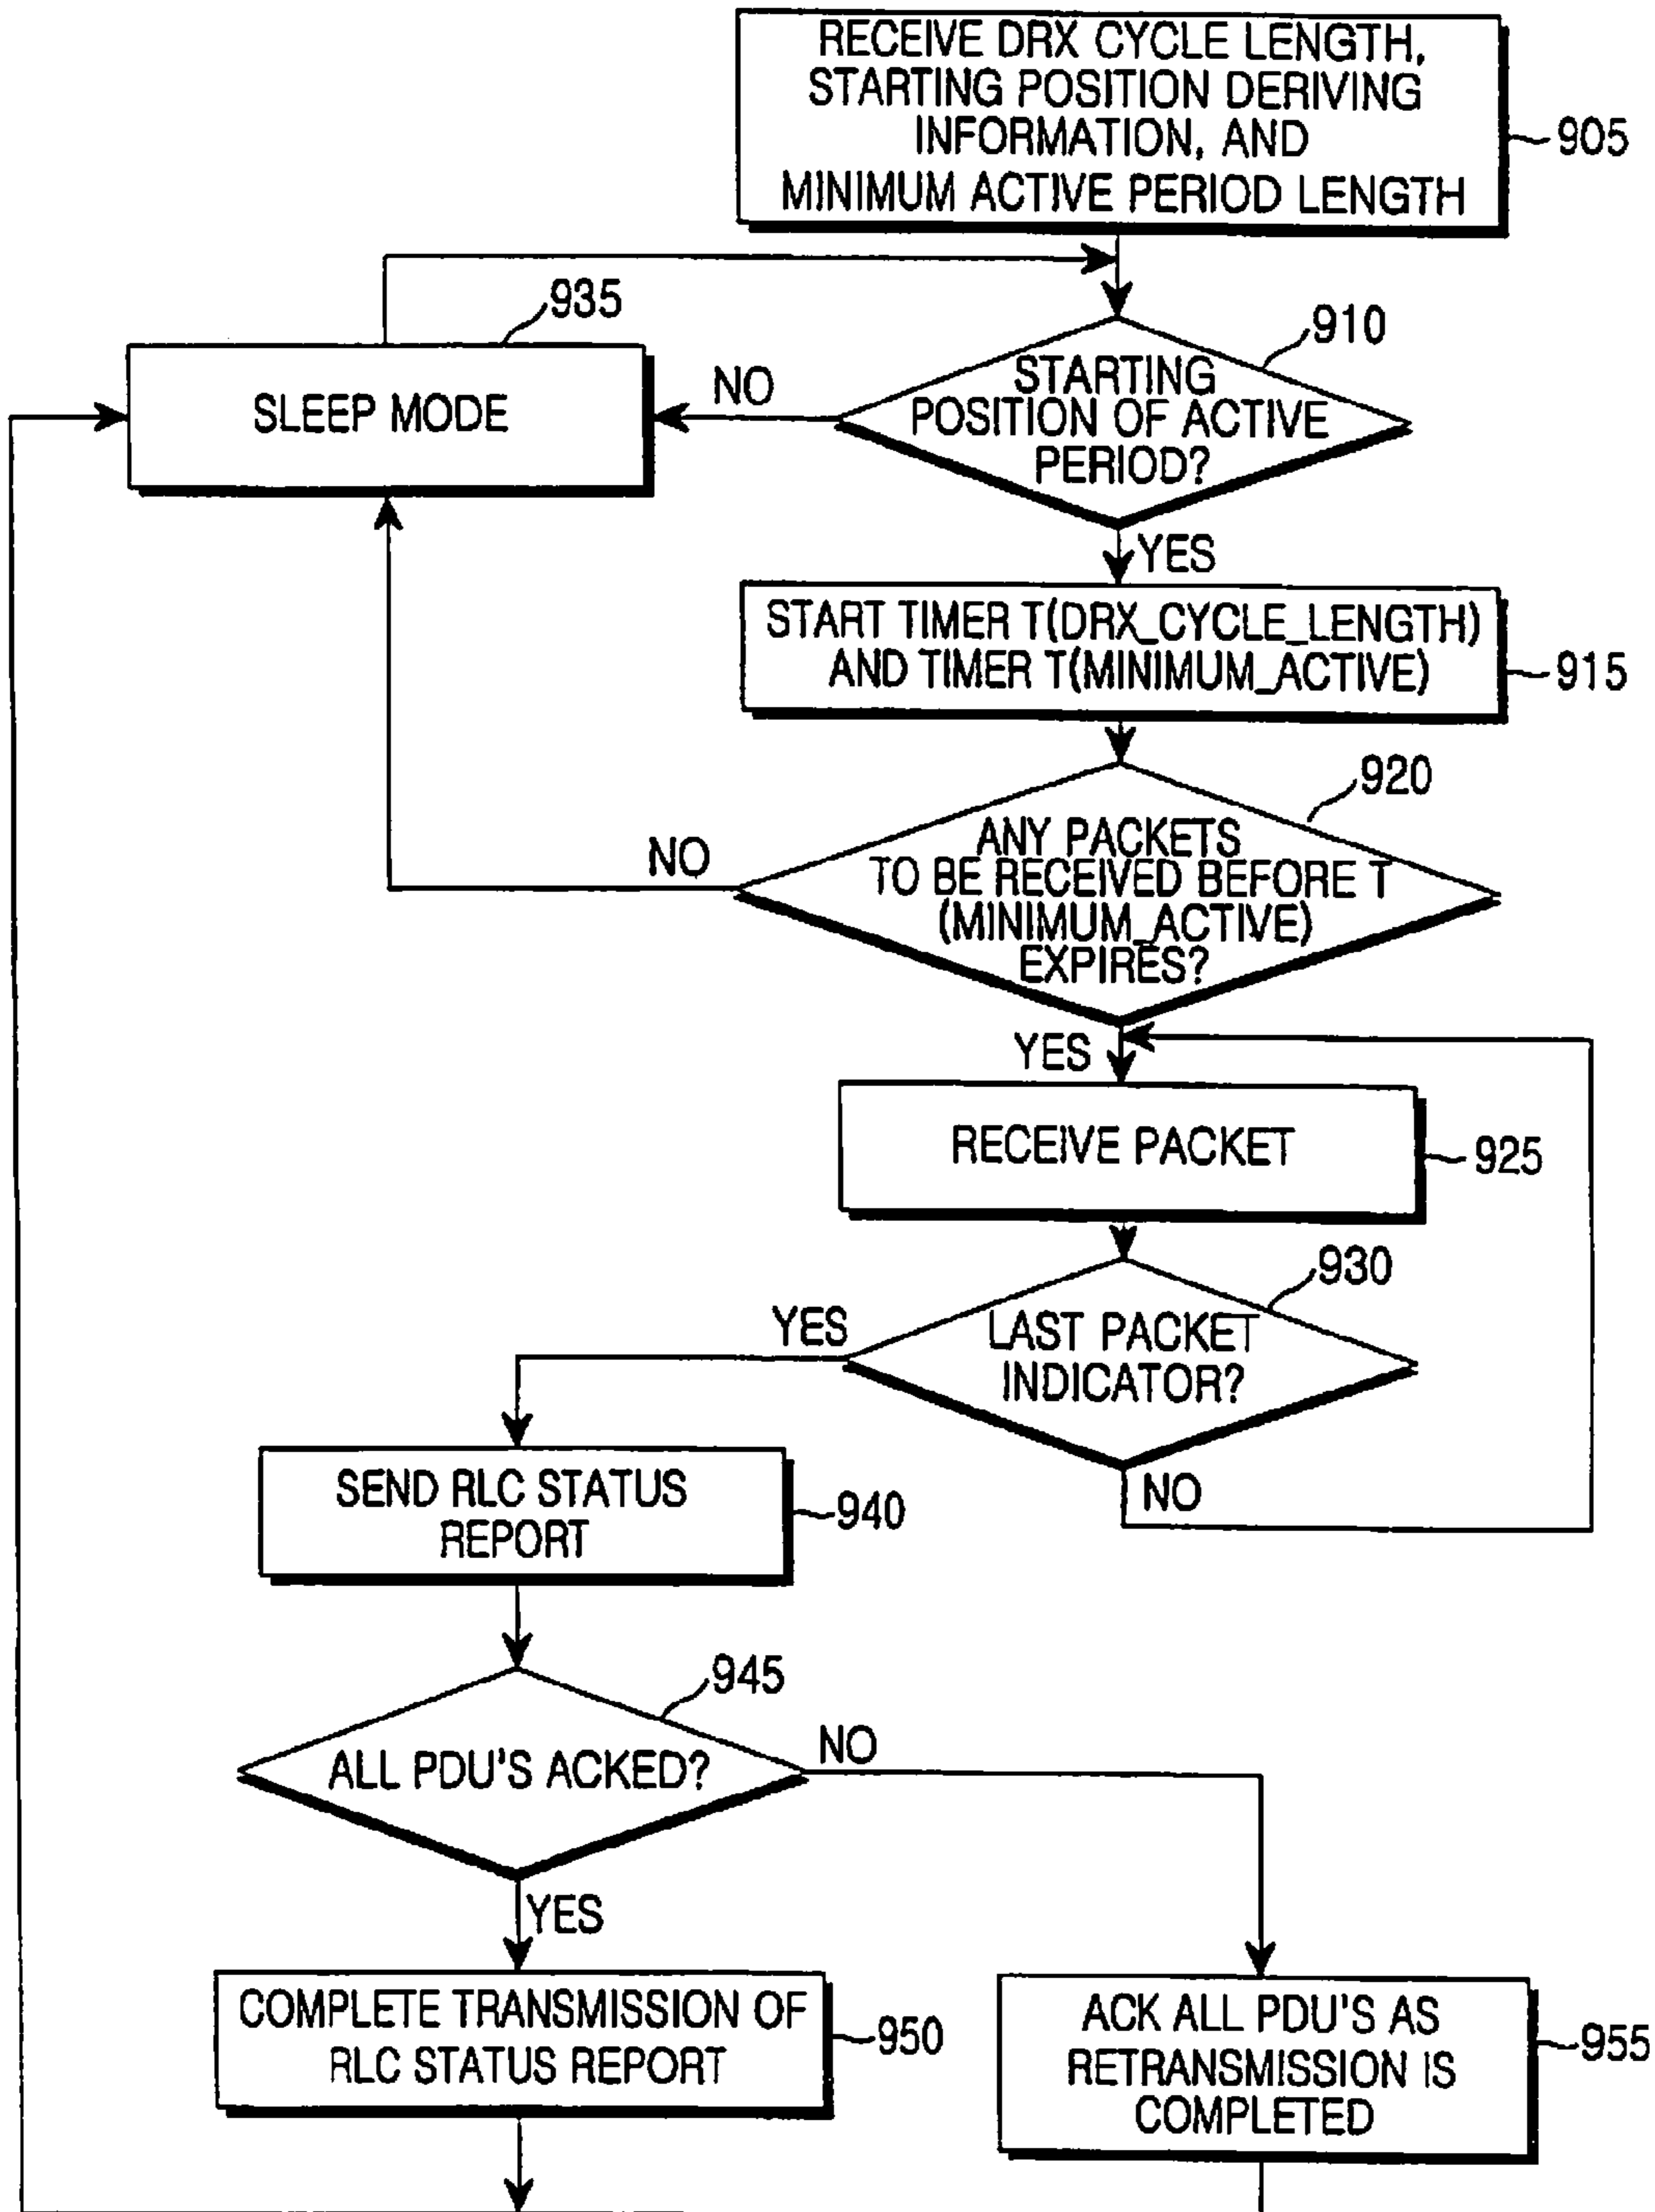 RECEIVE DRX CYCLE LENGTH,
STARTING POSITION DERIVING
INFORMATION, AND
MINIMUM ACTIVE PERIOD LENGTH
905
935
SLEEP MODE
NO
910
STARTING
POSITION OF ACTIVE
PERIOD?
YES
START TIMER T(DRX_CYCLE_LENGTH)
AND TIMER T(MINIMUM_ACTIVE)
915
920
NO
ANY PACKETS
TO BE RECEIVED BEFORE T
(MINIMUM_ACTIVE)
EXPIRES?
YES
RECEIVE PACKET
925
930
YES
LAST PACKET
INDICATOR?
NO
SEND RLC STATUS
REPORT
940
945
ALL PDU'S ACKED?
NO
YES
COMPLETE TRANSMISSION OF
RLC STATUS REPORT
950
ACK ALL PDU'S AS
RETRANSMISSION IS
COMPLETED
955